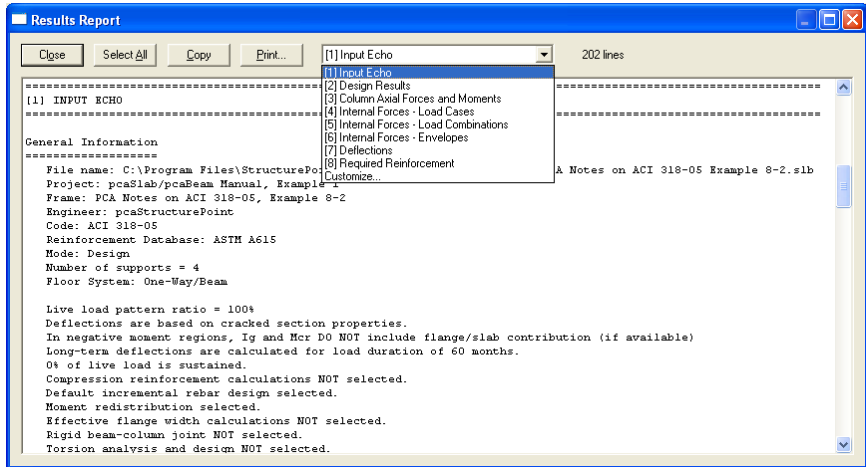 Results Report
Close Select All Copy Print... [1] Input Echo 202 lines
[1] Input Echo
[2] Design Results
[3] Column Axial Forces and Moments
[4] Internal Forces - Load Cases
[5] Internal Forces - Load Combinations
[6] Internal Forces - Envelopes
[7] Deflections
[8] Required Reinforcement
Customize...
[1] INPUT ECHO
General Information
File name: C:\Program Files\StructurePo A Notes on ACI 318-05 Example 8-2.slb
Project: pcaSlab/pcaBeam Manual, Example 1
Frame: PCA Notes on ACI 318-05, Example 8-2
Engineer: pcaStructurePoint
Code: ACI 318-05
Reinforcement Database: ASTM A615
Mode: Design
Number of supports = 4
Floor System: One-Way/Beam
Live load pattern ratio = 100%
Deflections are based on cracked section properties.
In negative moment regions, Ig and Mcr DO NOT include flange/slab contribution (if available)
Long-term deflections are calculated for load duration of 60 months.
0% of live load is sustained.
Compression reinforcement calculations NOT selected.
Default incremental rebar design selected.
Moment redistribution selected.
Effective flange width calculations NOT selected.
Rigid beam-column joint NOT selected.
Torsion analysis and design NOT selected.